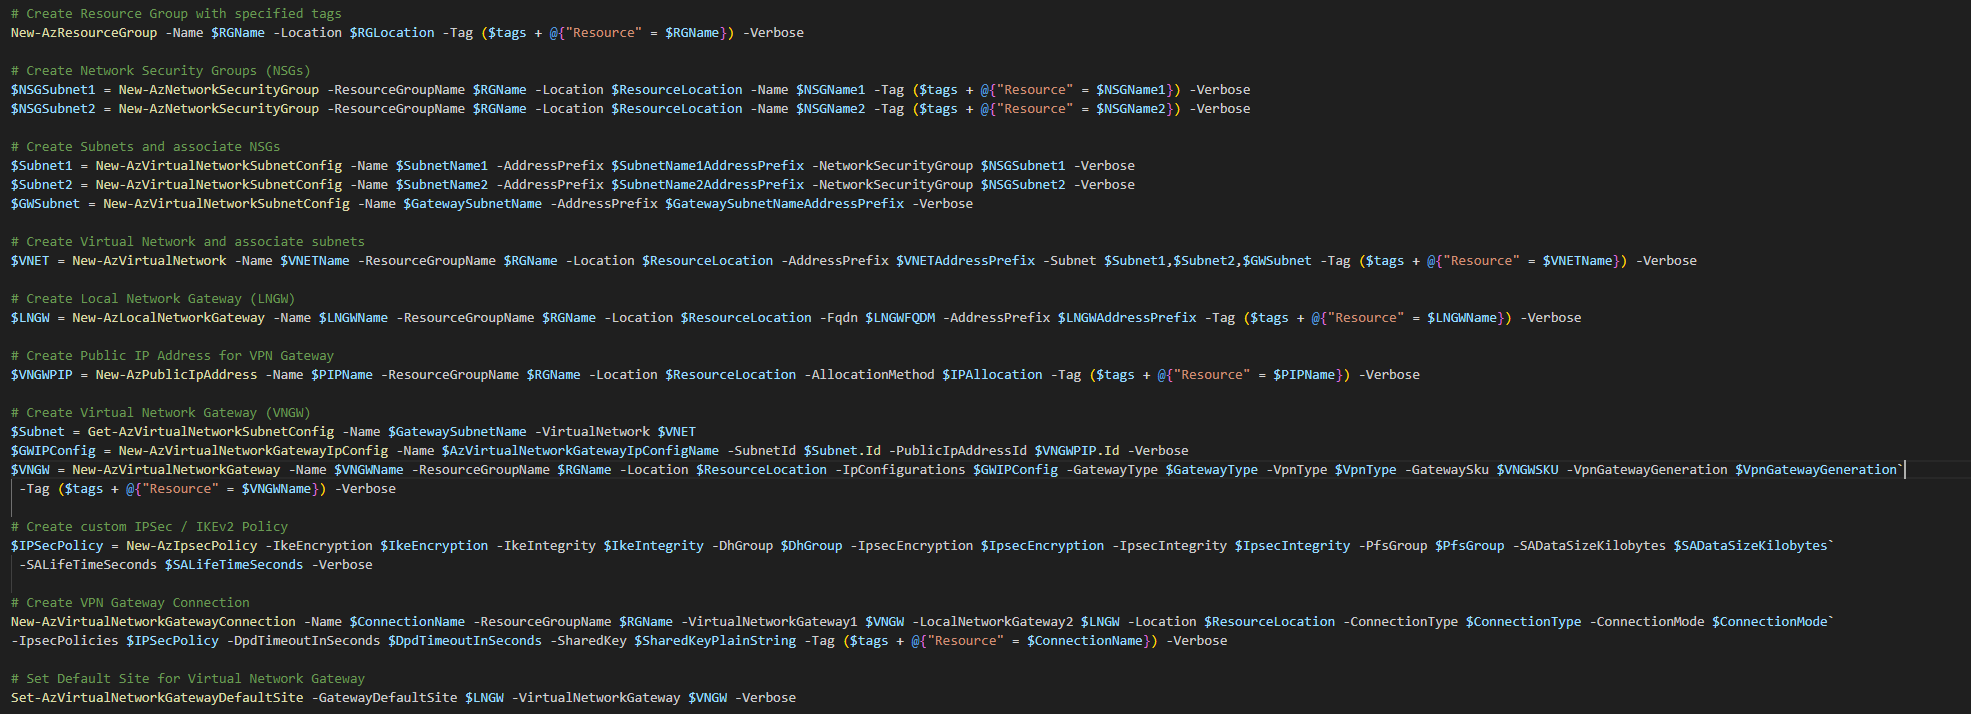 # Create Resource Group with specified tags
New-AzResourceGroup -Name $RGName -Location $RGLocation -Tag ($tags + @{"Resource" = $RGName}) -Verbose
# Create Network Security Groups (NSGs)
$NSGSubnet1 = New-AzNetworkSecurityGroup -ResourceGroupName $RGName -Location $ResourceLocation -Name $NSGName1 -Tag ($tags + @{"Resource" = $NSGName1}) -Verbose
$NSGSubnet2 = New-AzNetworkSecurityGroup -ResourceGroupName $RGName -Location $ResourceLocation -Name $NSGName2 -Tag ($tags + @{"Resource" = $NSGName2}) -Verbose
# Create Subnets and associate NSGs
$Subnet1 = New-AzVirtualNetworkSubnetConfig -Name $SubnetName1 -AddressPrefix $SubnetName1AddressPrefix -NetworkSecurityGroup $NSGSubnet1 -Verbose
$Subnet2 = New-AzVirtualNetworkSubnetConfig -Name $SubnetName2 -AddressPrefix $SubnetName2AddressPrefix -NetworkSecurityGroup $NSGSubnet2 -Verbose
$GWSubnet = New-AzVirtualNetworkSubnetConfig -Name $GatewaySubnetName -AddressPrefix $GatewaySubnetNameAddressPrefix -Verbose
# Create Virtual Network and associate subnets
$VNET = New-AzVirtualNetwork -Name $VNETName -ResourceGroupName $RGName -Location $ResourceLocation -AddressPrefix $VNETAddressPrefix -Subnet $Subnet1,$Subnet2,$GWSubnet -Tag ($tags + @{"Resource" = $VNETName}) -Verbose
# Create Local Network Gateway (LNGW)
$LNGW = New-AzLocalNetworkGateway -Name $LNGWName -ResourceGroupName $RGName -Location $ResourceLocation -Fqdn $LNGWFQDM -AddressPrefix $LNGWAddressPrefix -Tag ($tags + @{"Resource" = $LNGWName}) -Verbose
# Create Public IP Address for VPN Gateway
$VNGWPIP = New-AzPublicIpAddress -Name $PIPName -ResourceGroupName $RGName -Location $ResourceLocation -AllocationMethod $IPAllocation -Tag ($tags + @{"Resource" = $PIPName}) -Verbose
# Create Virtual Network Gateway (VNGW)
$Subnet = Get-AzVirtualNetworkSubnetConfig -Name $GatewaySubnetName -VirtualNetwork $VNET
$GWIPConfig = New-AzVirtualNetworkGatewayIpConfig -Name $AzVirtualNetworkGatewayIpConfigName -SubnetId $Subnet.Id -PublicIpAddressId $VNGWPIP.Id -Verbose
$VNGW = New-AzVirtualNetworkGateway -Name $VNGWName -ResourceGroupName $RGName -Location $ResourceLocation -IpConfigurations $GWIPConfig -GatewayType $GatewayType -VpnType $VpnType -GatewaySku $VNGWSKU -VpnGatewayGeneration $VpnGatewayGeneration`
-Tag ($tags + @{"Resource" = $VNGWName}) -Verbose
# Create custom IPSec / IKEv2 Policy
$IPSecPolicy = New-AzIpsecPolicy -IkeEncryption $IkeEncryption -IkeIntegrity $IkeIntegrity -DhGroup $DhGroup -IpsecEncryption $IpsecEncryption -IpsecIntegrity $IpsecIntegrity -PfsGroup $PfsGroup -SADataSizeKilobytes $SADataSizeKilobytes`
-SALifeTimeSeconds $SALifeTimeSeconds -Verbose
# Create VPN Gateway Connection
New-AzVirtualNetworkGatewayConnection -Name $ConnectionName -ResourceGroupName $RGName -VirtualNetworkGateway1 $VNGW -LocalNetworkGateway2 $LNGW -Location $ResourceLocation -ConnectionType $ConnectionType -ConnectionMode $ConnectionMode`
-IpsecPolicies $IPSecPolicy -DpdTimeoutInSeconds $DpdTimeoutInSeconds -SharedKey $SharedKeyPlainString -Tag ($tags + @{"Resource" = $ConnectionName}) -Verbose
# Set Default Site for Virtual Network Gateway
Set-AzVirtualNetworkGatewayDefaultSite -GatewayDefaultSite $LNGW -VirtualNetworkGateway $VNGW -Verbose